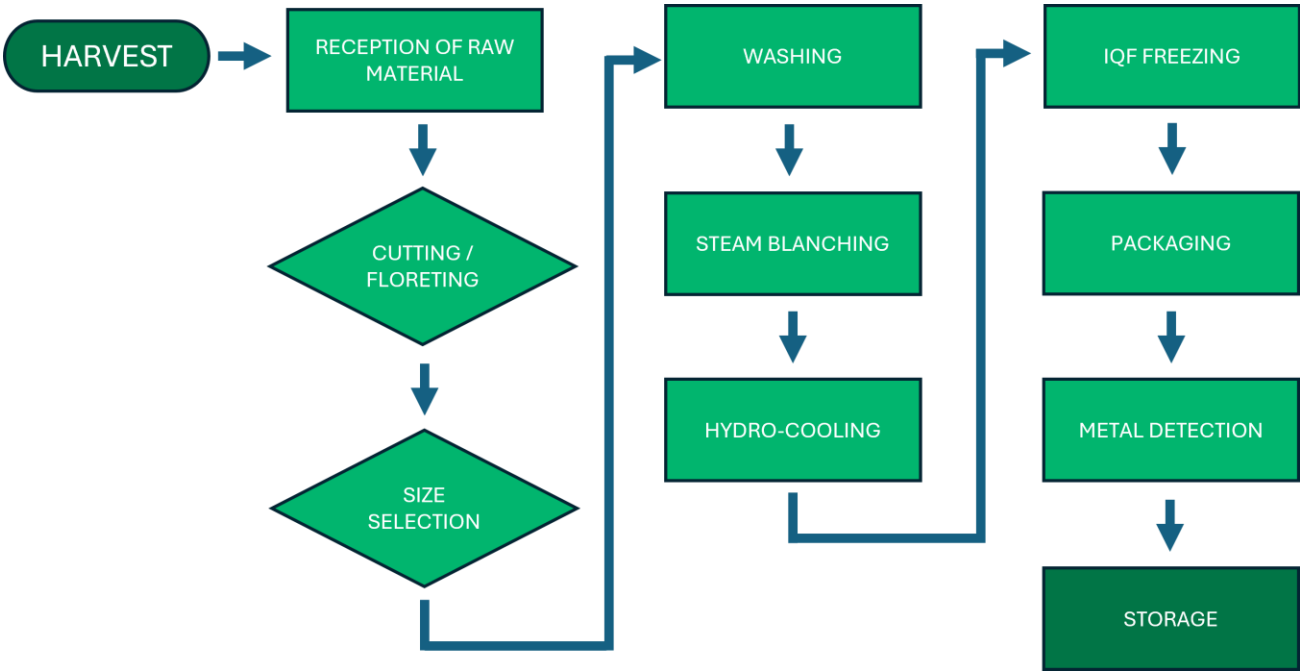 HARVEST
RECEPTION OF RAW
MATERIAL
CUTTING /
FLORETING
SIZE
SELECTION
WASHING
STEAM BLANCHING
HYDRO-COOLING
IQF FREEZING
PACKAGING
METAL DETECTION
STORAGE